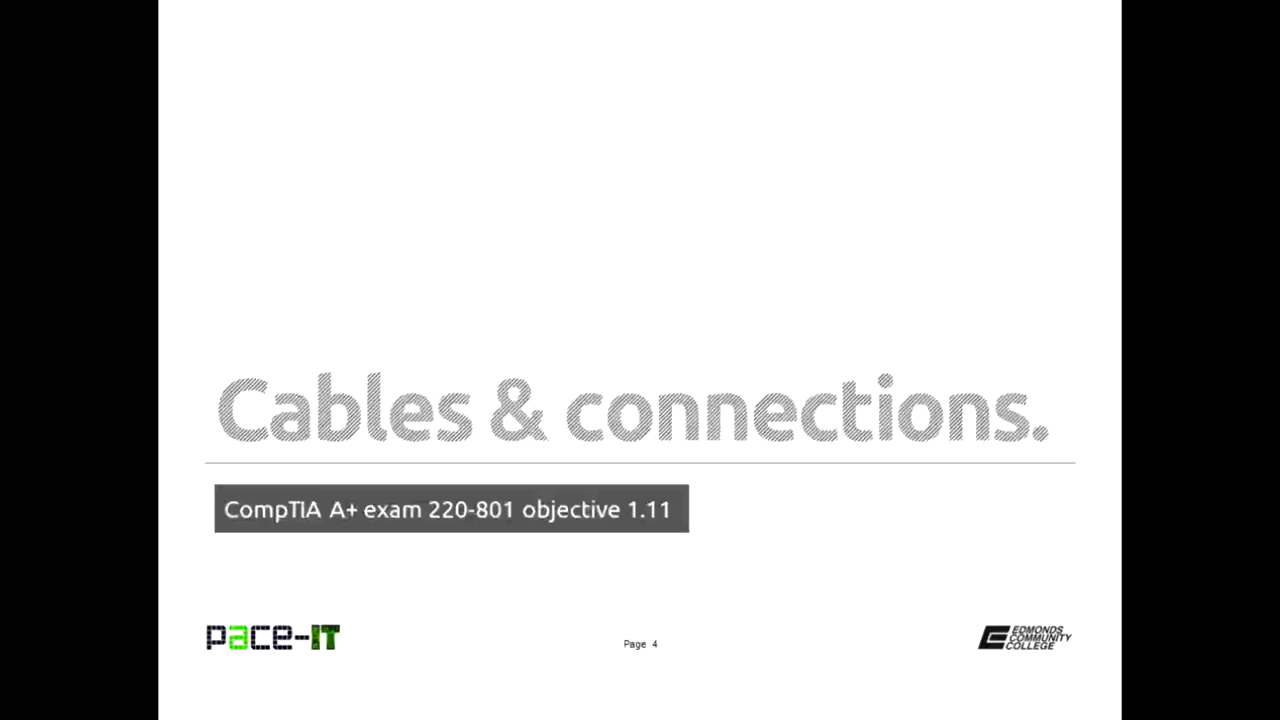 Cables & connections.
CompTIA A+ exam 220-801 objective 1.11
pace-IT
Page 4
EDMONDS
COMMUNITY
COLLEGE